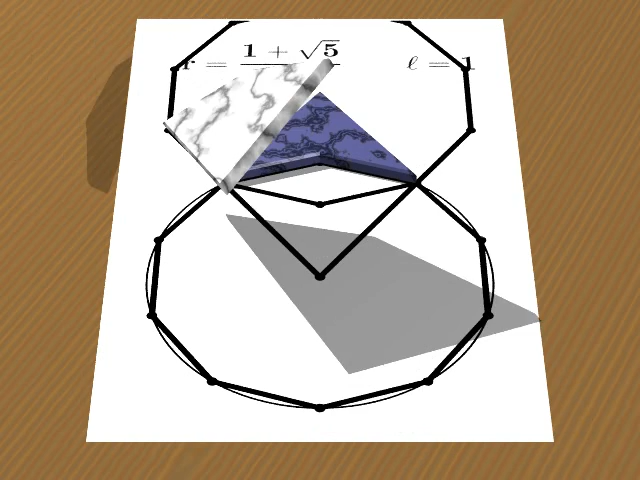 r = 1 + √5 ℓ = 1